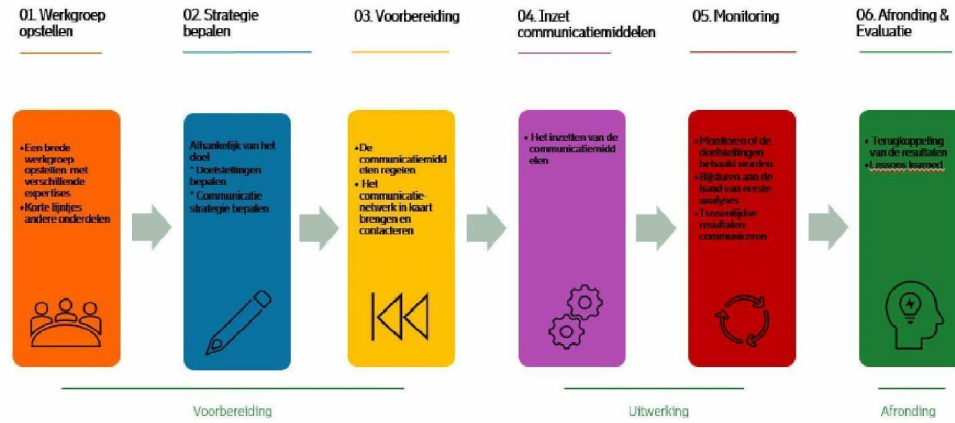 01. Werkgroep
opstellen
02. Strategie
bepalen
03. Voorbereiding
04. Inzet
communicatiemiddelen
05. Monitoring
06. Afronding &
Evaluatie
•Een brede
werkgroep
opstellen met
verschillende
expertises
•Korte lijntjes
andere onderdelen
Afhankelijk van het
doel
* Doelstellingen
bepalen
* Communicatie
strategie bepalen
•De
communicatiemidd
elen regelen
• Het
communicatie-
netwerk in kaart
brengen en
contacteren
• Het inzetten van de
communicatiemidd
elen
•Monitoren of de
doelstellingen
behaald worden
•Bijsturen aan de
hand van eerste
analyses
•Tussentijdse
resultaten
communiceren
• Terugkoppeling
van de resultaten
•Lessons learned
Voorbereiding
Uitwerking
Afronding